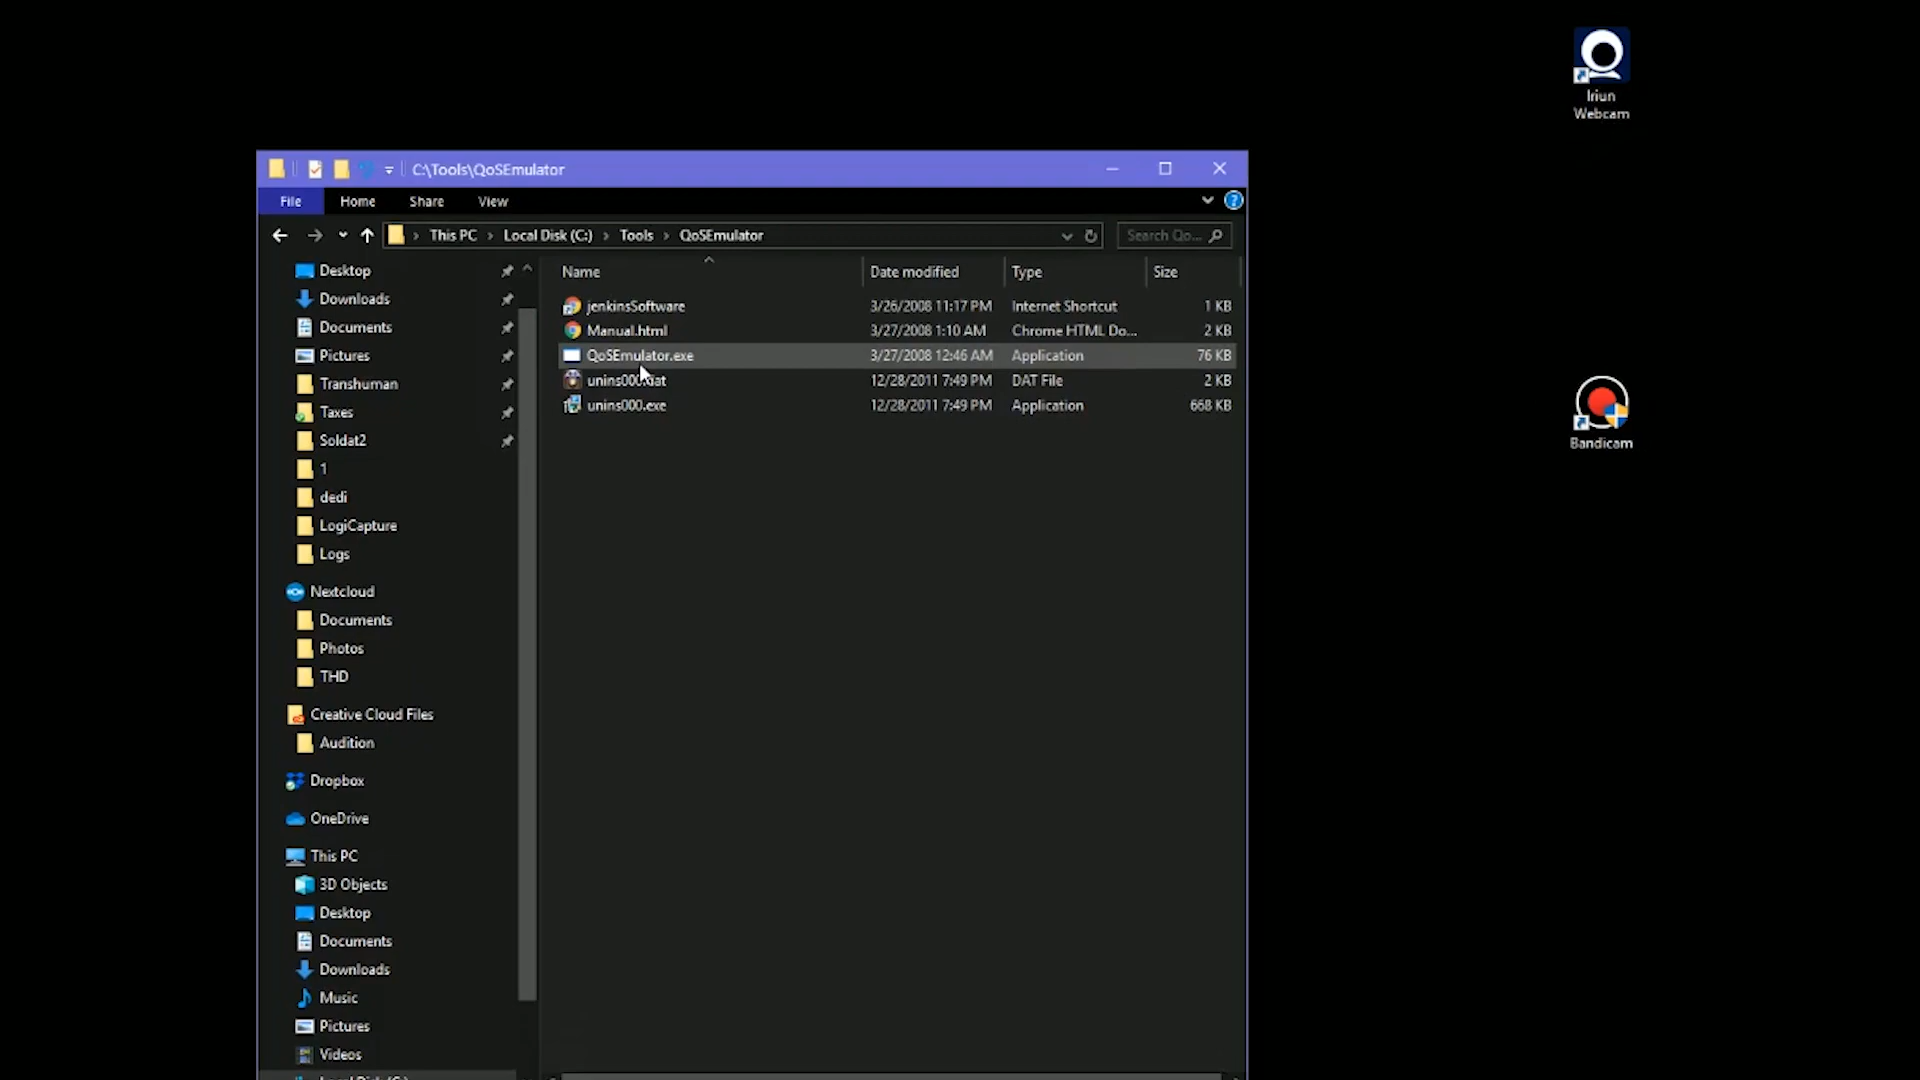 Iriun
Webcam
C:\Tools\QoSEmulator
File Home Share View
This PC Local Disk (C:) Tools QoSEmulator
Search Qo...
Name Date modified Type Size
jenkinsSoftware 3/26/2008 11:17 PM Internet Shortcut 1 KB
Manual.html 3/27/2008 1:10 AM Chrome HTML Do... 2 KB
QoSEmulator.exe 3/27/2008 12:46 AM Application 76 KB
unins000.dat 12/28/2011 7:49 PM DAT File 2 KB
unins000.exe 12/28/2011 7:49 PM Application 668 KB
Desktop
Downloads
Documents
Pictures
Transhuman
Taxes
Soldat2
1
dedi
LogiCapture
Logs
Nextcloud
Documents
Photos
THD
Creative Cloud Files
Audition
Dropbox
OneDrive
This PC
3D Objects
Desktop
Documents
Downloads
Music
Pictures
Videos
Bandicam